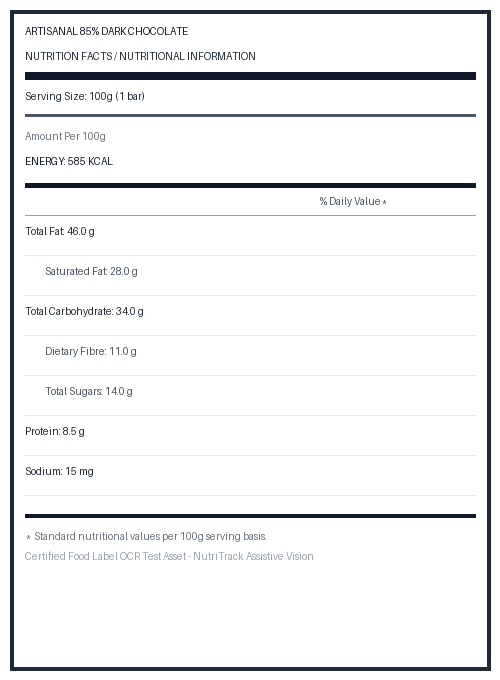 ARTISANAL 85% DARK CHOCOLATE
NUTRITION FACTS / NUTRITIONAL INFORMATION
Serving Size: 100g (1 bar)
Amount Per 100g
ENERGY: 585 KCAL
% Daily Value *
Total Fat: 46.0 g
Saturated Fat: 28.0 g
Total Carbohydrate: 34.0 g
Dietary Fibre: 11.0 g
Total Sugars: 14.0 g
Protein: 8.5 g
Sodium: 15 mg
* Standard nutritional values per 100g serving basis.
Certified Food Label OCR Test Asset - NutriTrack Assistive Vision